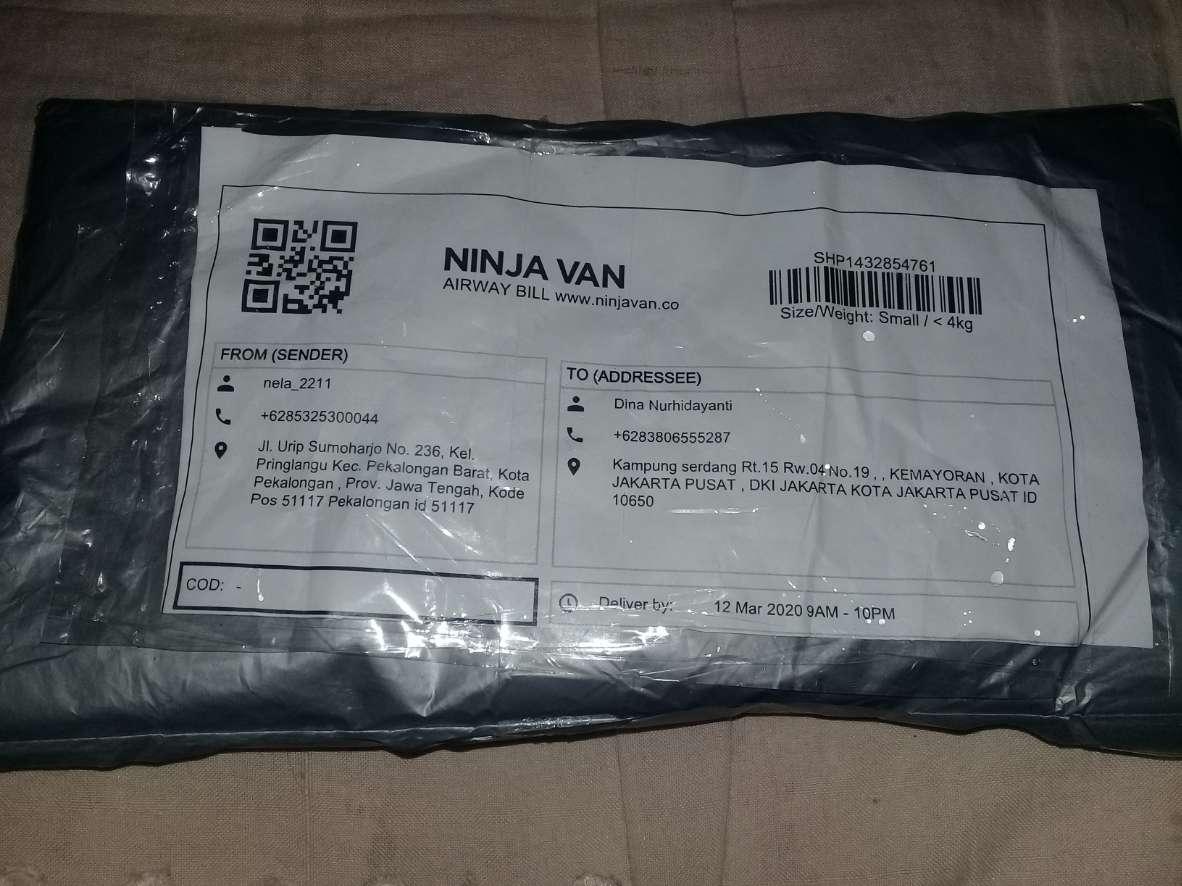 NINJA VAN
AIRWAY BILL www.ninjavan.co
SHP1432854761
Size/Weight: Small / < 4kg
FROM (SENDER)
nela_2211
+6285325300044
Jl. Urip Sumoharjo No. 236, Kel.
Pringlangu Kec. Pekalongan Barat, Kota
Pekalongan , Prov. Jawa Tengah, Kode
Pos 51117 Pekalongan id 51117
COD: -
TO (ADDRESSEE)
Dina Nurhidayanti
+6283806555287
Kampung serdang Rt.15 Rw.04 No.19 , , KEMAYORAN , KOTA
JAKARTA PUSAT , DKI JAKARTA KOTA JAKARTA PUSAT ID
10650
Deliver by: 12 Mar 2020 9AM - 10PM